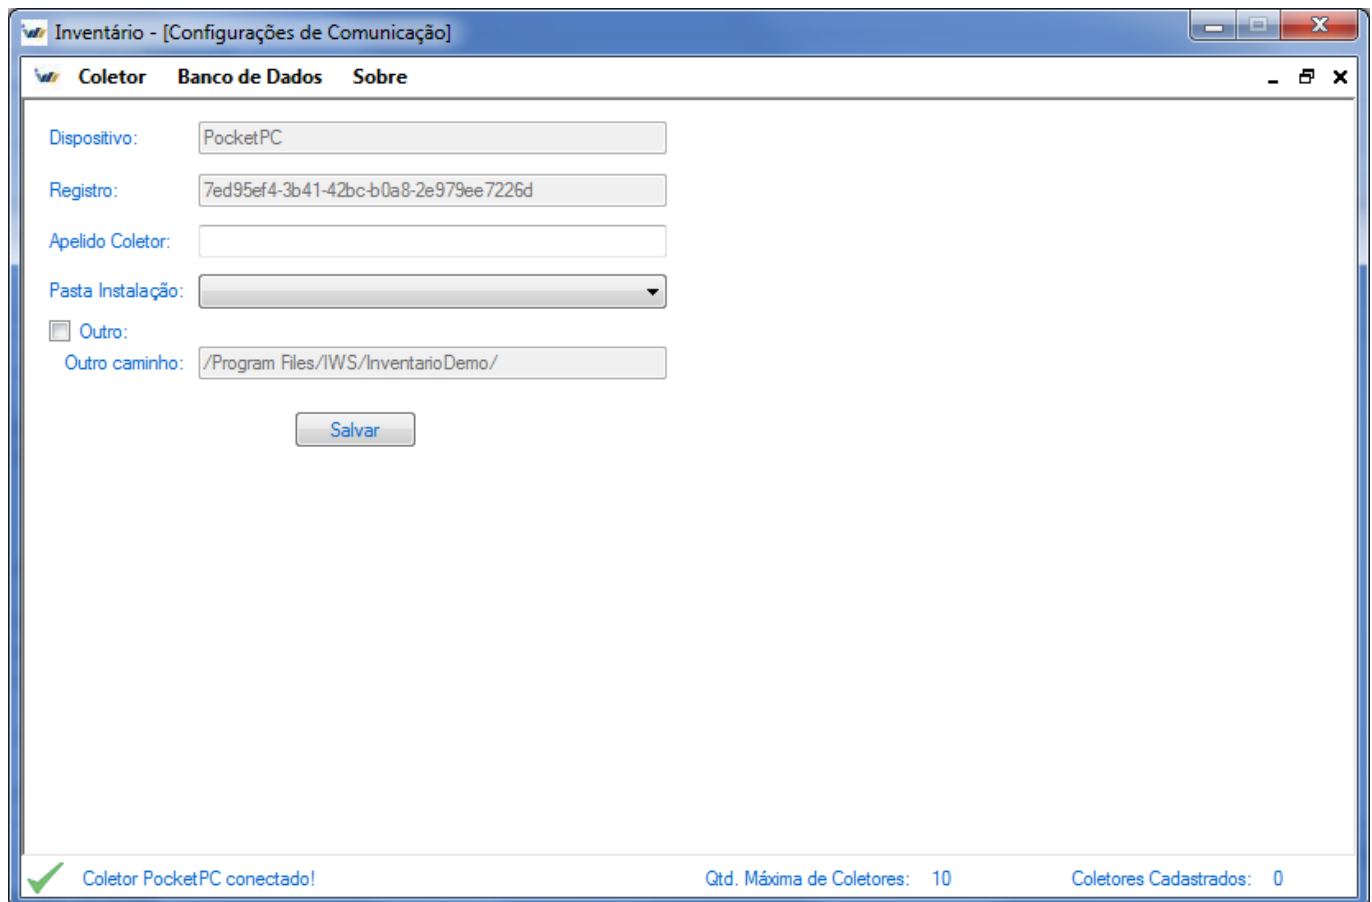 Inventário - [Configurações de Comunicação]
Coletor Banco de Dados Sobre
Dispositivo: PocketPC
Registro: 7ed95ef4-3b41-42bc-b0a8-2e979ee7226d
Apelido Coletor:
Pasta Instalação:
Outro:
Outro caminho: /Program Files/IWS/InventarioDemo/
Salvar
Coletor PocketPC conectado! Qtd. Máxima de Coletores: 10 Coletores Cadastrados: 0